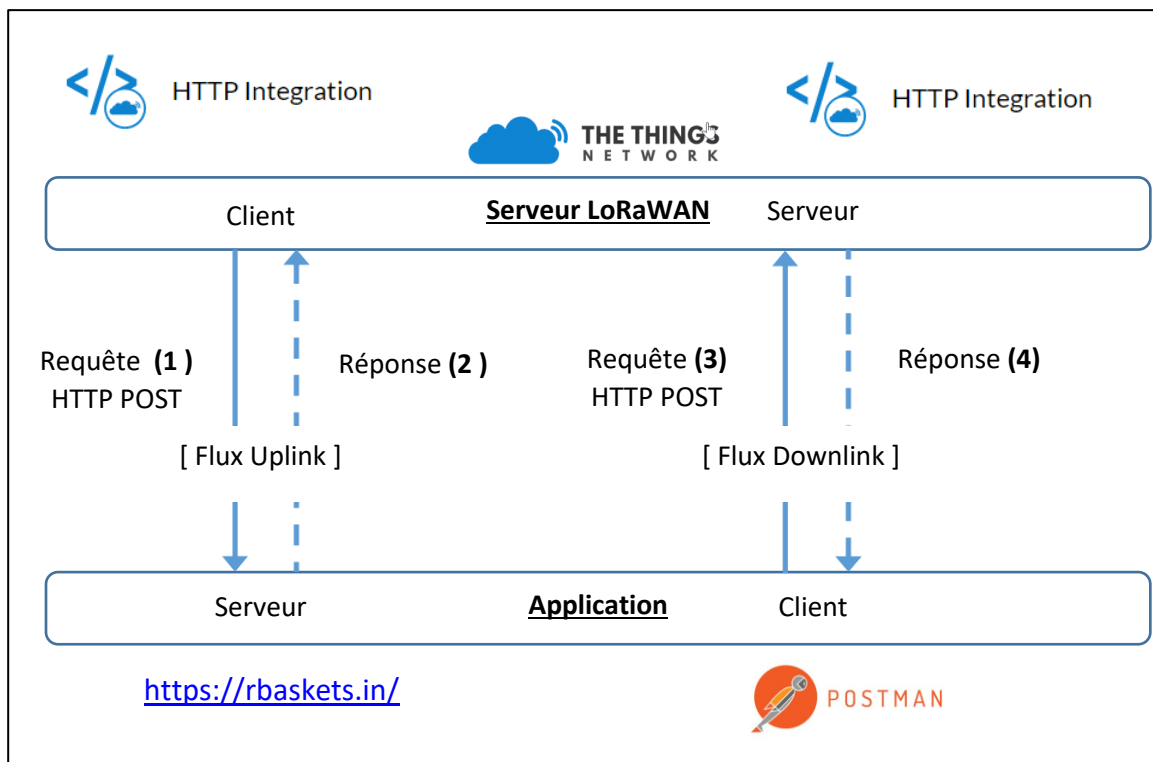 HTTP Integration
HTTP Integration
THE THINGS
NETWORK
Client
Serveur LoRaWAN
Serveur
Requête (1 )
HTTP POST
Réponse (2 )
Requête (3)
HTTP POST
Réponse (4)
[ Flux Uplink ]
[ Flux Downlink ]
Serveur
Application
Client
https://rbaskets.in/
POSTMAN